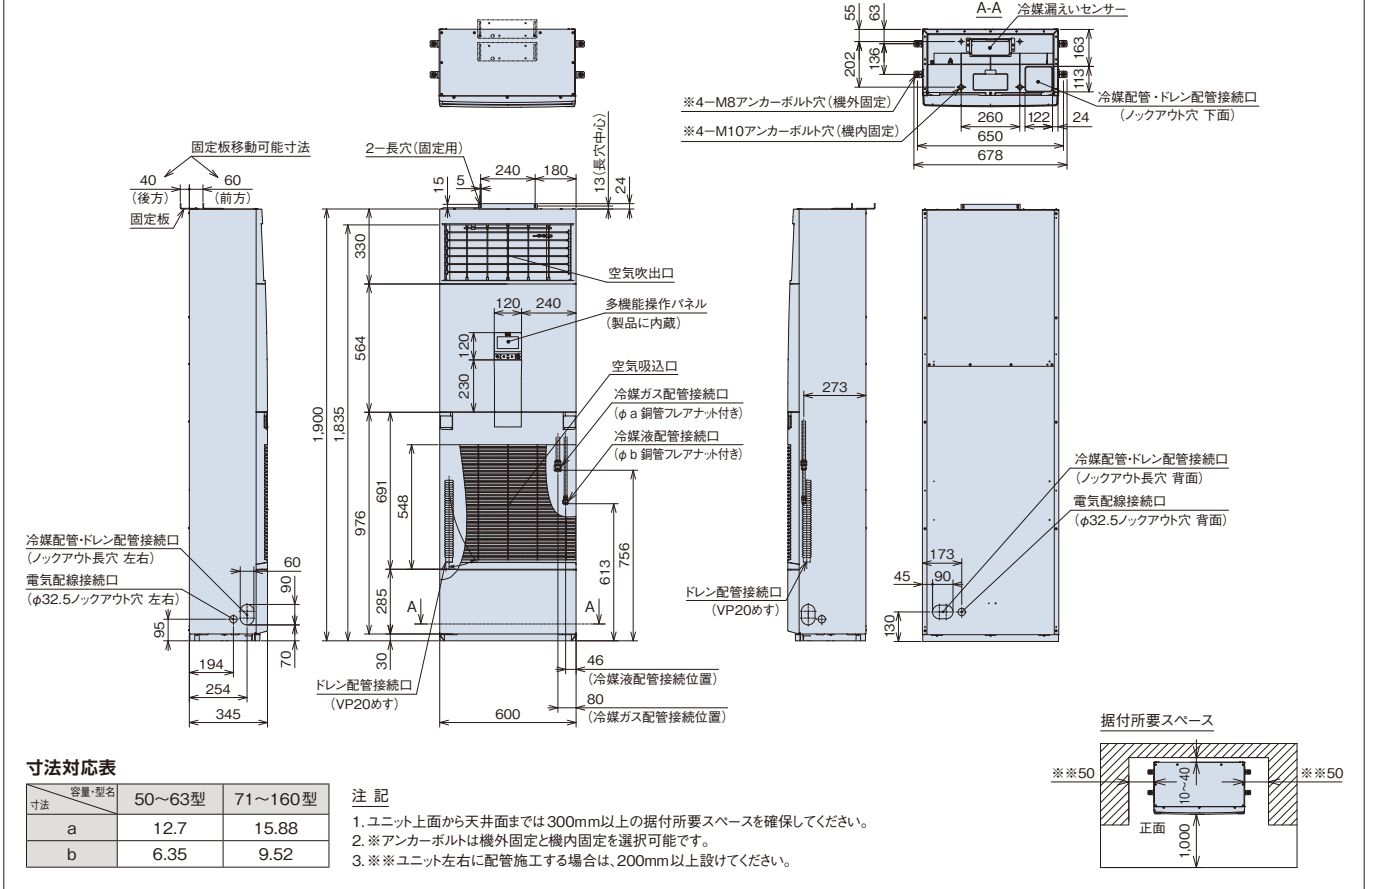 A-A
冷媒漏えいセンサー
55
63
163
202
136
113
※4－M8アンカーボルト穴（機外固定）
※4－M10アンカーボルト穴（機内固定）
冷媒配管・ドレン配管接続口
（ノックアウト穴 下面）
260
122
24
650
678
固定板移動可能寸法
40
（後方）
60
（前方）
固定板
2－長穴（固定用）
15
5
240
180
13（長穴中心）
24
330
空気吹出口
120
240
多機能操作パネル
（製品に内蔵）
564
120
230
空気吸込口
冷媒ガス配管接続口
（φa 銅管フレアナット付き）
冷媒液配管接続口
（φb 銅管フレアナット付き）
1,900
1,835
273
691
548
976
756
613
冷媒配管・ドレン配管接続口
（ノックアウト長穴 左右）
電気配線接続口
（φ32.5ノックアウト穴 左右）
60
90
95
70
194
254
345
285
30
A
A
ドレン配管接続口
（VP20めす）
46
（冷媒液配管接続位置）
80
（冷媒ガス配管接続位置）
600
ドレン配管接続口
（VP20めす）
冷媒配管・ドレン配管接続口
（ノックアウト長穴 背面）
電気配線接続口
（φ32.5ノックアウト穴 背面）
173
45
90
130
据付所要スペース
※※50
※※50
10～40
正面
1,000
寸法対応表
容量・型名
寸法
50～63型
71～160型
a
12.7
15.88
b
6.35
9.52
注 記
1. ユニット上面から天井面までは300mm以上の据付所要スペースを確保してください。
2. ※アンカーボルトは機外固定と機内固定を選択可能です。
3. ※※ユニット左右に配管施工する場合は、200mm以上設けてください。